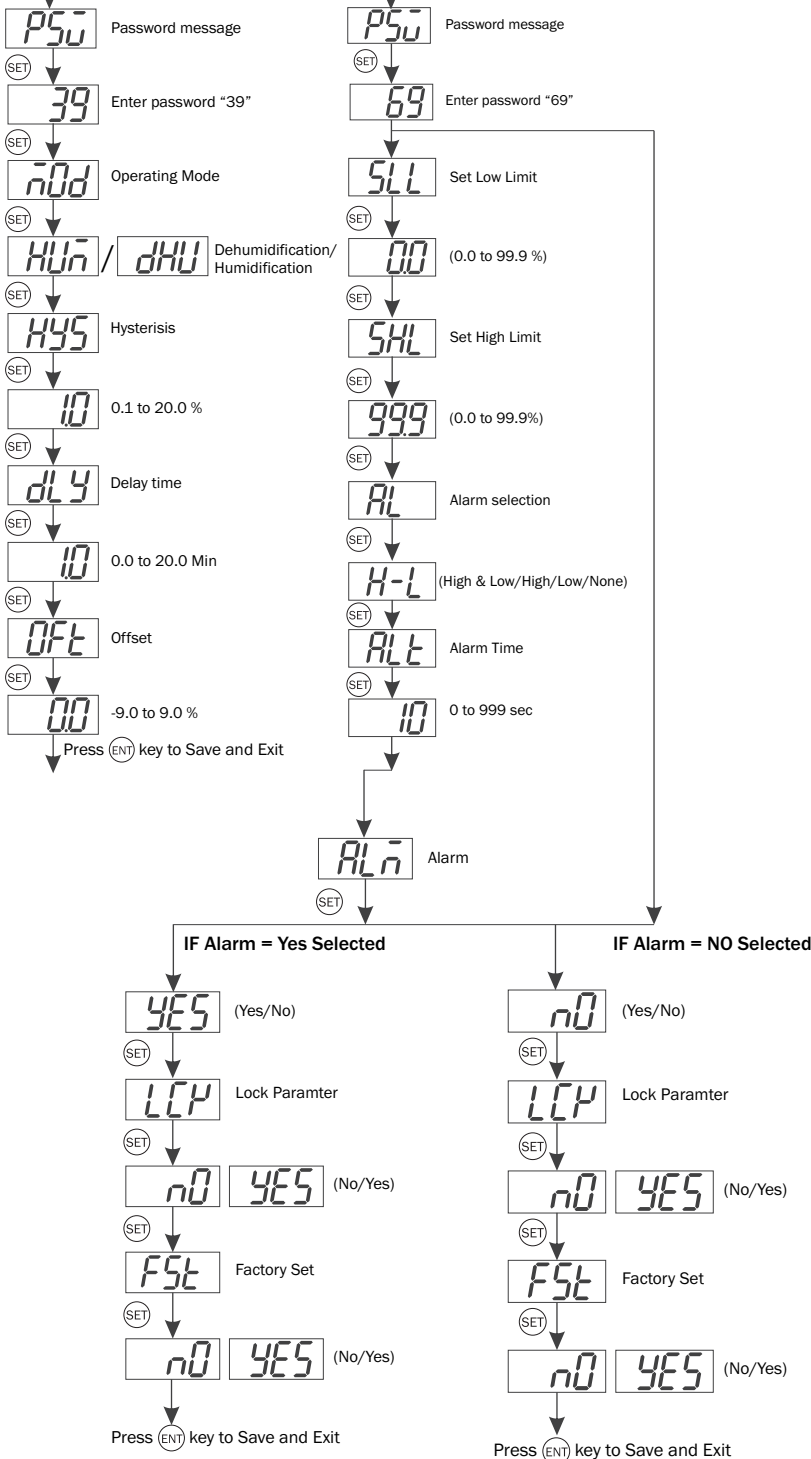 PSW
Password message
SET
39
Enter password “39”
SET
mOd
Operating Mode
SET
HUm / dHU
Dehumidification/
Humidification
SET
HYS
Hysterisis
SET
1.0
0.1 to 20.0 %
SET
dLY
Delay time
SET
1.0
0.0 to 20.0 Min
SET
OFt
Offset
SET
0.0
-9.0 to 9.0 %
Press ENT key to Save and Exit
PSW
Password message
SET
69
Enter password “69”
SLL
Set Low Limit
SET
0.0
(0.0 to 99.9 %)
SET
SHL
Set High Limit
SET
99.9
(0.0 to 99.9%)
SET
AL
Alarm selection
SET
H-L
(High & Low/High/Low/None)
SET
ALt
Alarm Time
SET
10
0 to 999 sec
ALm
Alarm
SET
IF Alarm = Yes Selected
YES
(Yes/No)
SET
LCK
Lock Paramter
SET
nO YES (No/Yes)
SET
FSt
Factory Set
SET
nO YES (No/Yes)
Press ENT key to Save and Exit
IF Alarm = NO Selected
nO
(Yes/No)
SET
LCK
Lock Paramter
SET
nO YES (No/Yes)
SET
FSt
Factory Set
SET
nO YES (No/Yes)
Press ENT key to Save and Exit